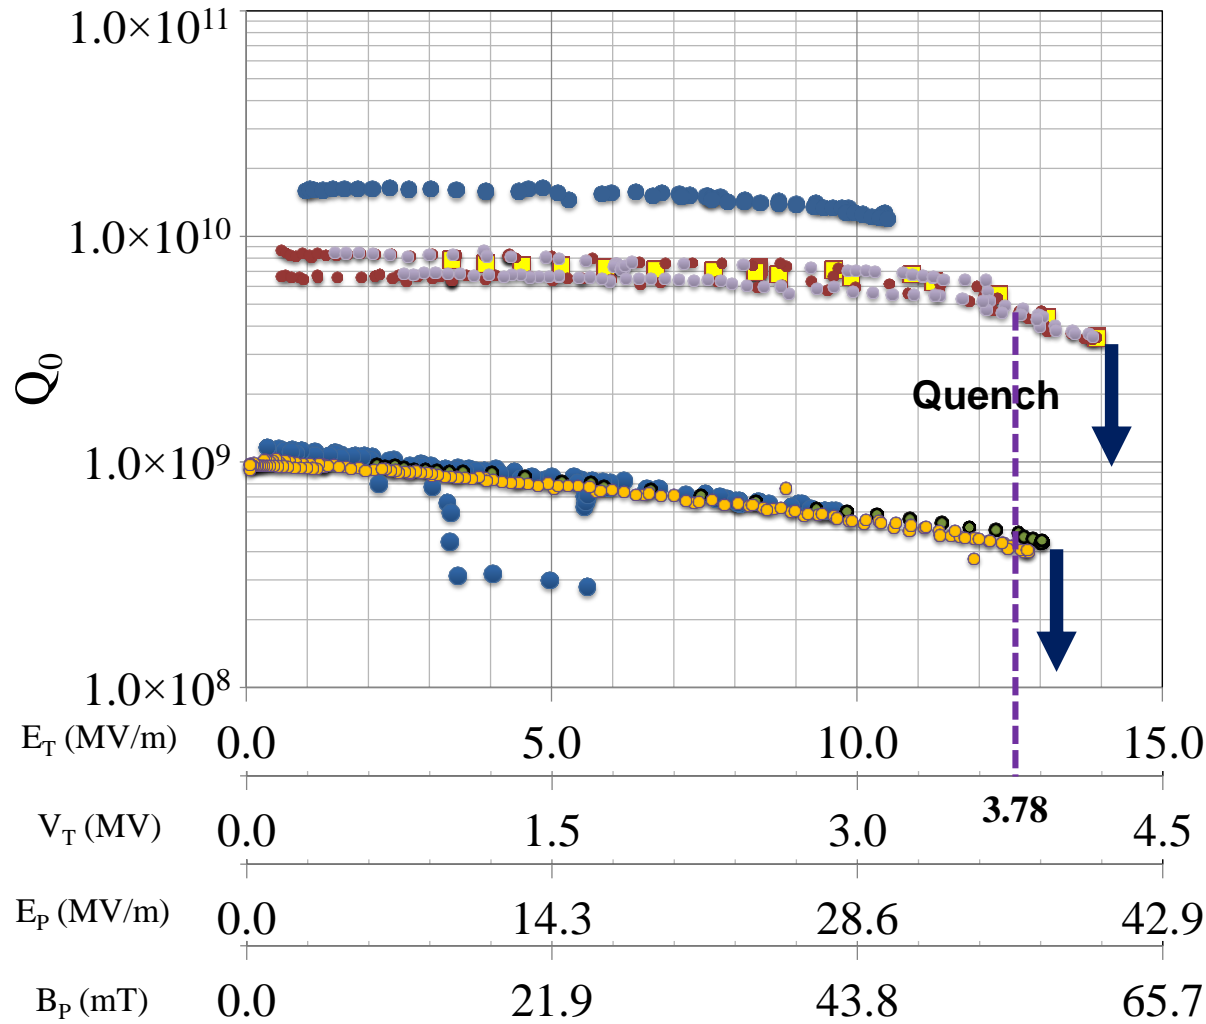 1.0×10¹¹
1.0×10¹⁰
Q₀
Quench
1.0×10⁹
1.0×10⁸
E_T (MV/m) 0.0 5.0 10.0 15.0
3.78
V_T (MV) 0.0 1.5 3.0 4.5
E_P (MV/m) 0.0 14.3 28.6 42.9
B_P (mT) 0.0 21.9 43.8 65.7